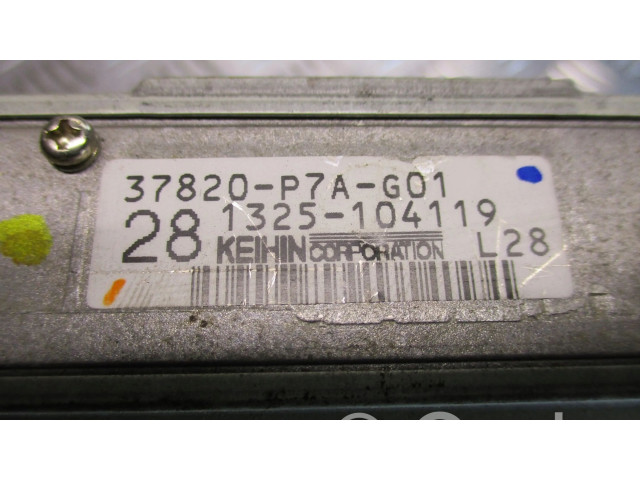 37820-P7A-G01
28 1325-104119
KEIHIN CORPORATION L28